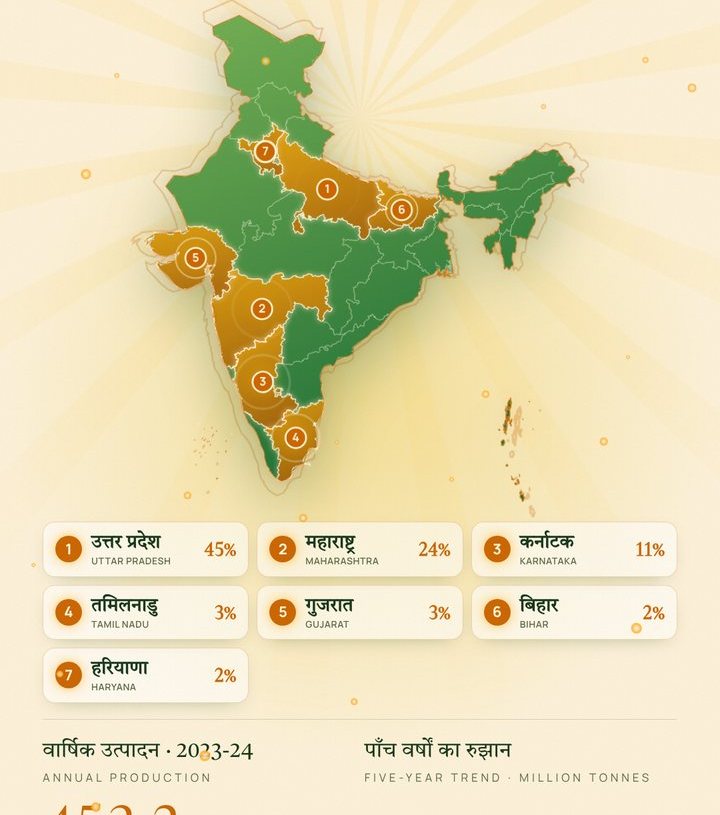 7
1
6
5
2
3
4
1 उत्तर प्रदेश 45%
UTTAR PRADESH
2 महाराष्ट्र 24%
MAHARASHTRA
3 कर्नाटक 11%
KARNATAKA
4 तमिलनाडु 3%
TAMIL NADU
5 गुजरात 3%
GUJARAT
6 बिहार 2%
BIHAR
7 हरियाणा 2%
HARYANA
वार्षिक उत्पादन · 2023-24
ANNUAL PRODUCTION
पाँच वर्षों का रुझान
FIVE-YEAR TREND · MILLION TONNES